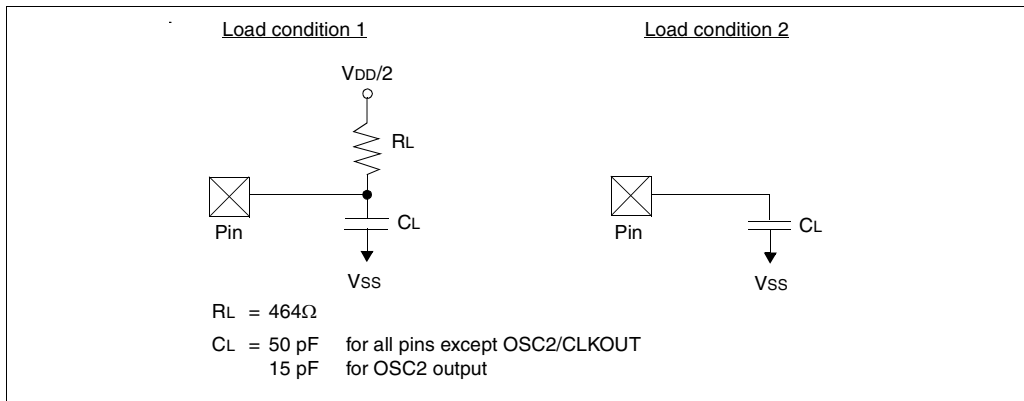 Load condition 1
Load condition 2
VDD/2
RL
Pin
CL
VSS
Pin
CL
VSS
RL = 464Ω
CL = 50 pF for all pins except OSC2/CLKOUT
15 pF for OSC2 output